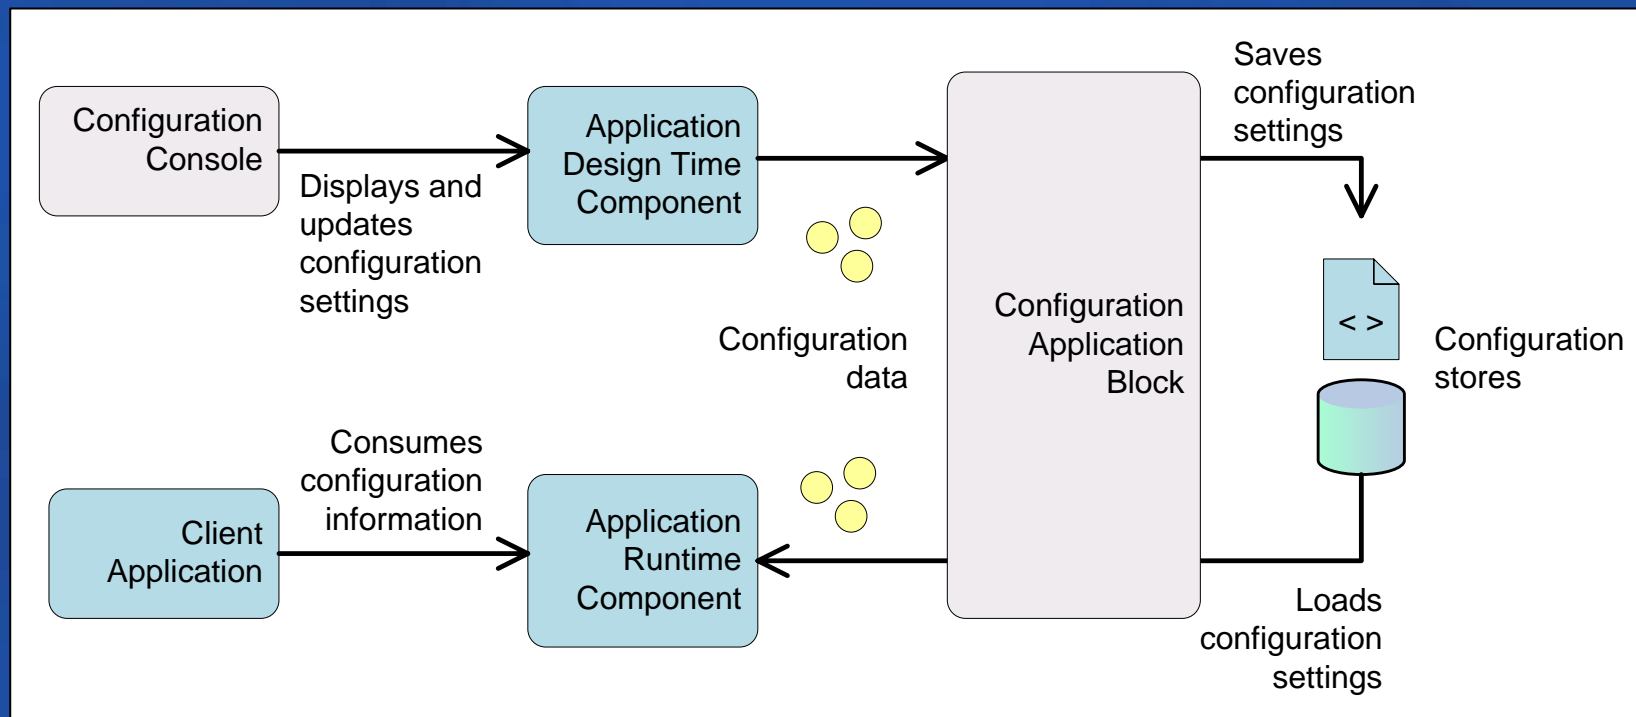 Configuration
Console
Displays and
updates
configuration
settings
Application
Design Time
Component
Configuration
data
Configuration
Application
Block
Saves
configuration
settings
< >
Configuration
stores
Client
Application
Consumes
configuration
information
Application
Runtime
Component
Loads
configuration
settings